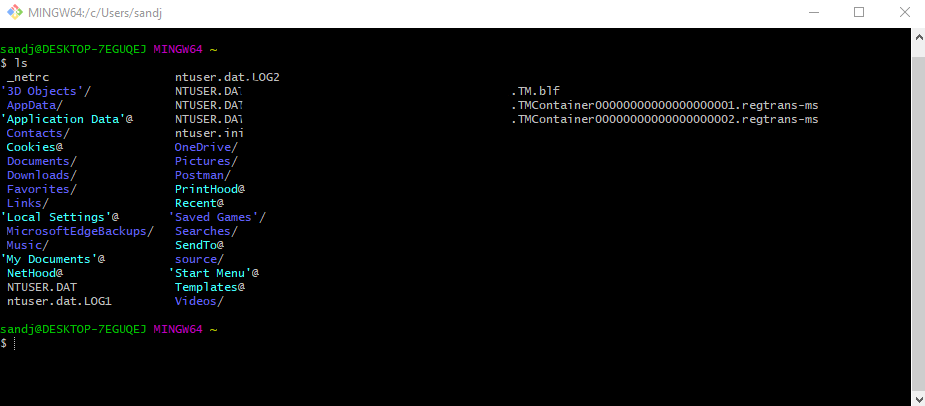 MINGW64:/c/Users/sandj
sandj@DESKTOP-7EGUQEJ MINGW64 ~
$ ls
_netrc ntuser.dat.LOG2
'3D Objects'/ NTUSER.DAT .TM.blf
AppData/ NTUSER.DAT .TMContainer00000000000000000001.regtrans-ms
'Application Data'@ NTUSER.DAT .TMContainer00000000000000000002.regtrans-ms
Contacts/ ntuser.ini
Cookies@ OneDrive/
Documents/ Pictures/
Downloads/ Postman/
Favorites/ PrintHood@
Links/ Recent@
'Local Settings'@ 'Saved Games'/
MicrosoftEdgeBackups/ Searches/
Music/ SendTo@
'My Documents'@ source/
NetHood@ 'Start Menu'@
NTUSER.DAT Templates@
ntuser.dat.LOG1 Videos/
sandj@DESKTOP-7EGUQEJ MINGW64 ~
$